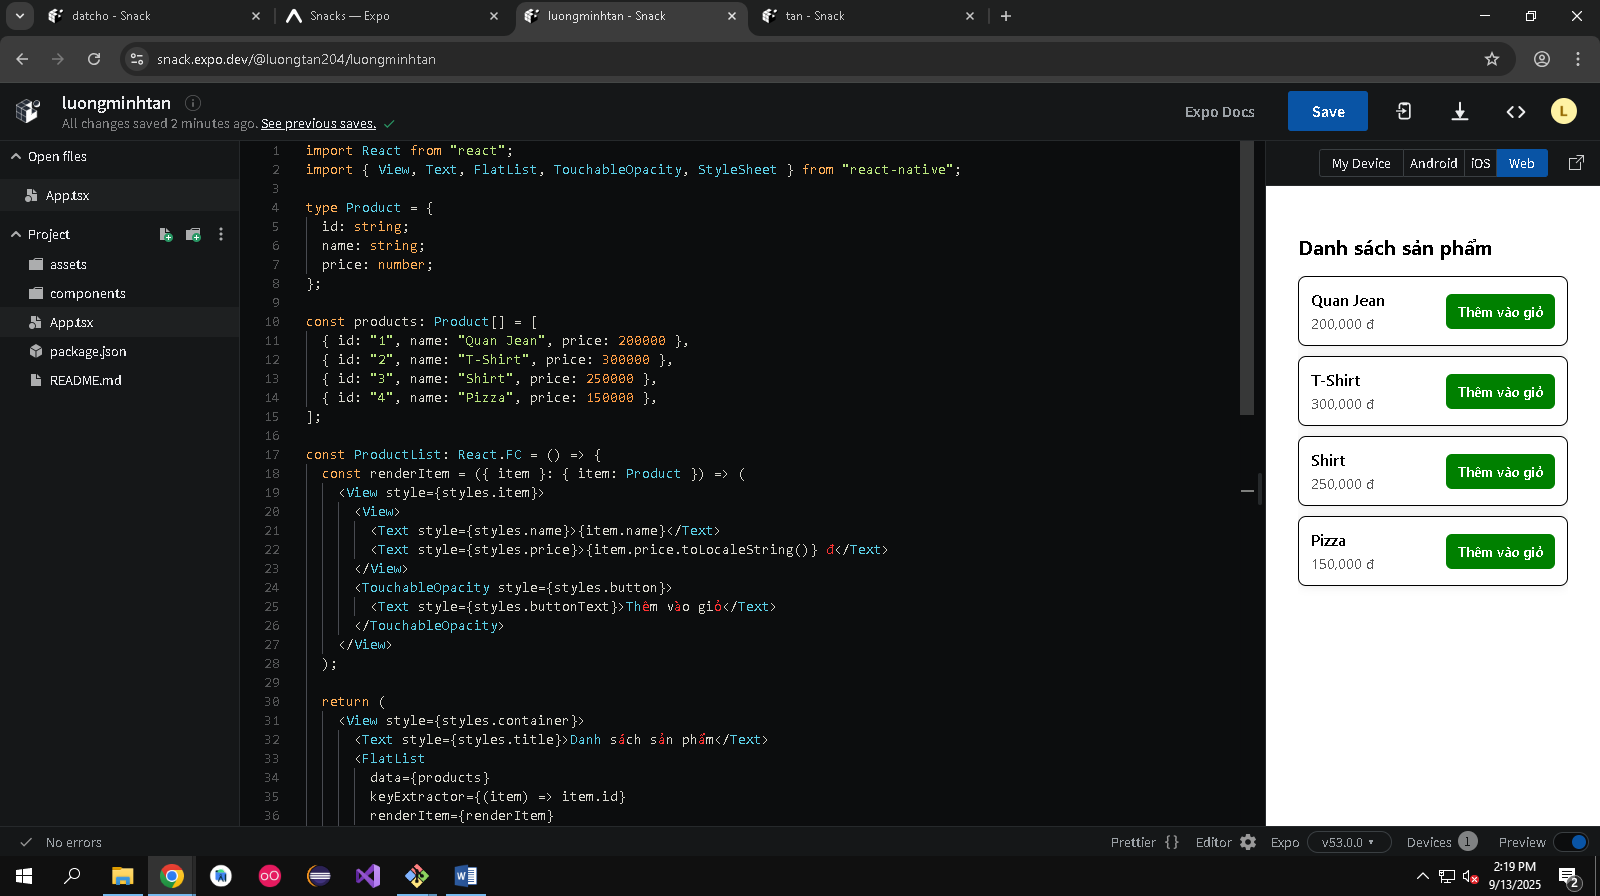 datcho - Snack
Snacks — Expo
luongminhtan - Snack
tan - Snack
snack.expo.dev/@luongtan204/luongminhtan
luongminhtan
All changes saved 2 minutes ago. See previous saves.
Expo Docs
Save
L
Open files
App.tsx
Project
assets
components
App.tsx
package.json
README.md
1 import React from "react";
2 import { View, Text, FlatList, TouchableOpacity, StyleSheet } from "react-native";
3
4 type Product = {
5 id: string;
6 name: string;
7 price: number;
8 };
9
10 const products: Product[] = [
11 { id: "1", name: "Quan Jean", price: 200000 },
12 { id: "2", name: "T-Shirt", price: 300000 },
13 { id: "3", name: "Shirt", price: 250000 },
14 { id: "4", name: "Pizza", price: 150000 },
15 ];
16
17 const ProductList: React.FC = () => {
18 const renderItem = ({ item }: { item: Product }) => (
19 <View style={styles.item}>
20 <View>
21 <Text style={styles.name}>{item.name}</Text>
22 <Text style={styles.price}>{item.price.toLocaleString()} đ</Text>
23 </View>
24 <TouchableOpacity style={styles.button}>
25 <Text style={styles.buttonText}>Thêm vào giỏ</Text>
26 </TouchableOpacity>
27 </View>
28 );
29
30 return (
31 <View style={styles.container}>
32 <Text style={styles.title}>Danh sách sản phẩm</Text>
33 <FlatList
34 data={products}
35 keyExtractor={(item) => item.id}
36 renderItem={renderItem}
My Device
Android
iOS
Web
Danh sách sản phẩm
Quan Jean
200,000 đ
Thêm vào giỏ
T-Shirt
300,000 đ
Thêm vào giỏ
Shirt
250,000 đ
Thêm vào giỏ
Pizza
150,000 đ
Thêm vào giỏ
No errors
Prettier { }
Editor
Expo
v53.0.0
Devices 1
Preview
2:19 PM
9/13/2025
2